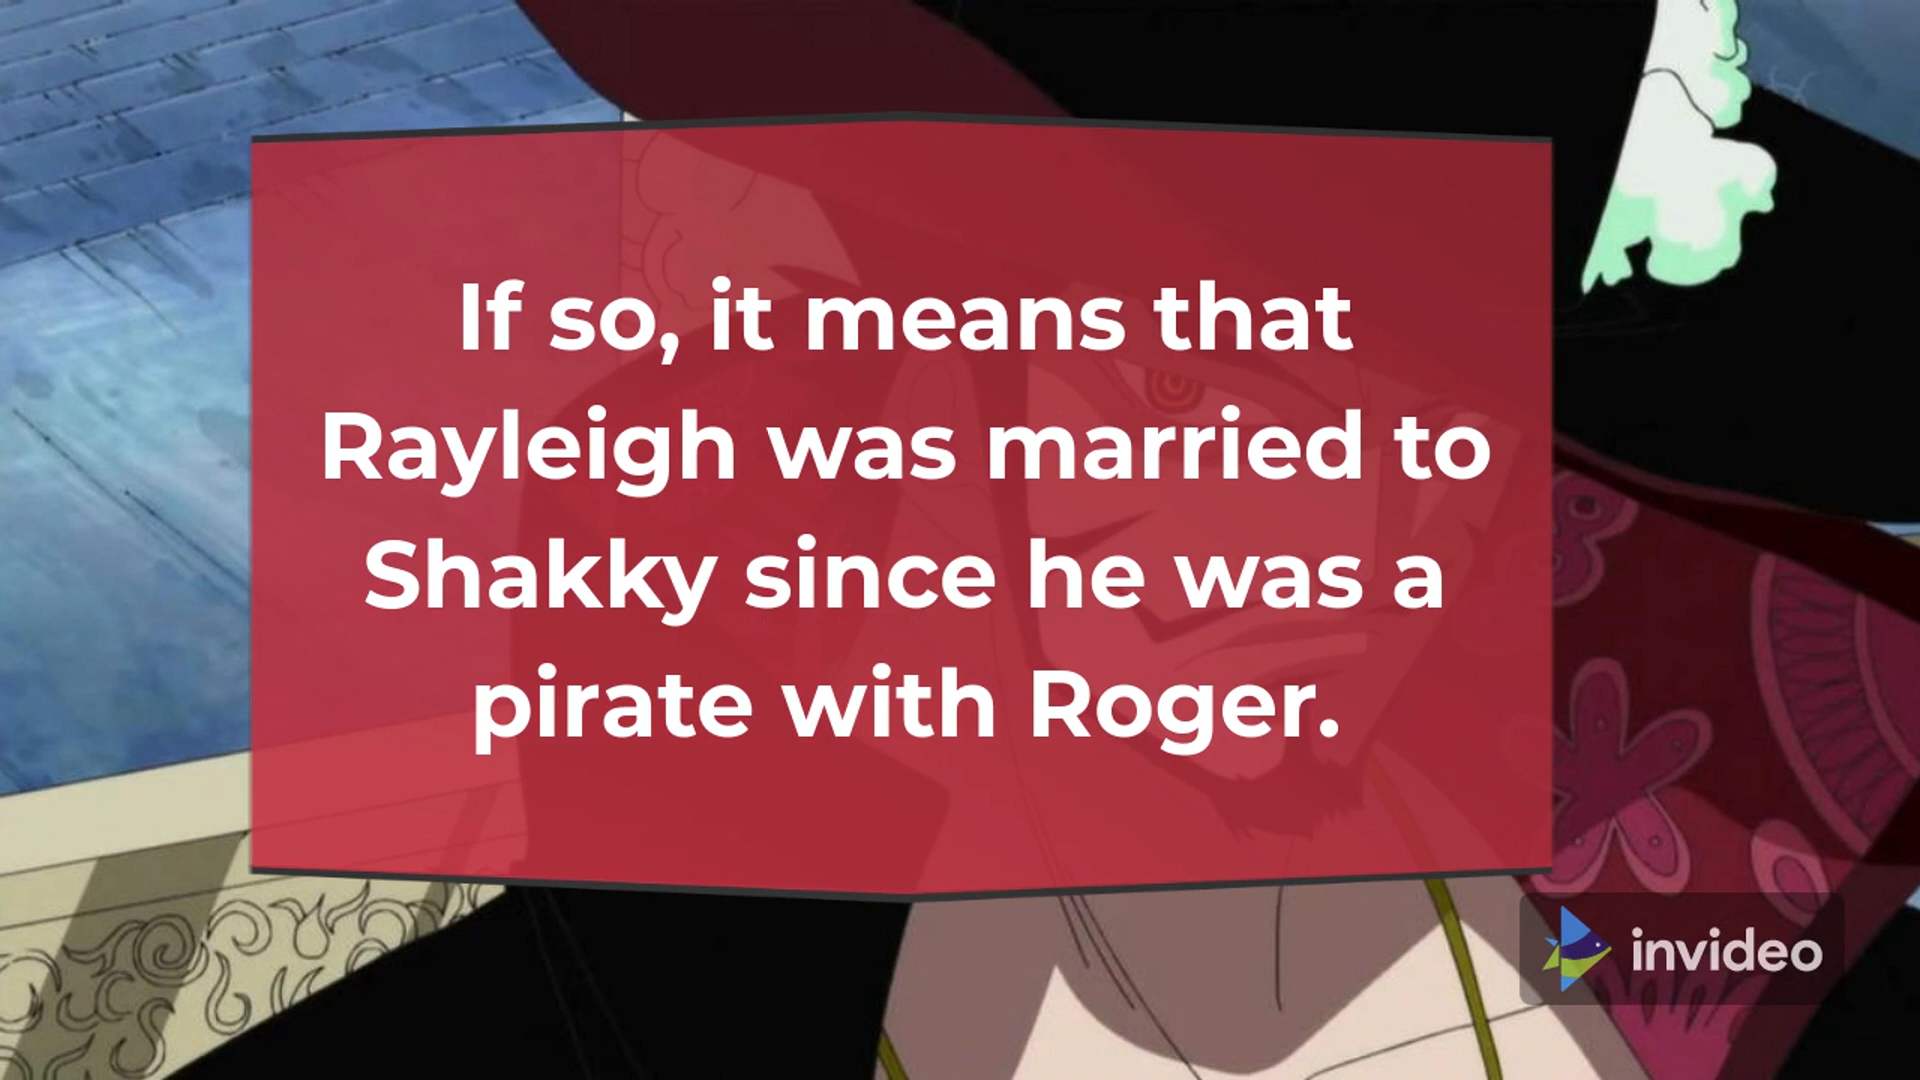 If so, it means that
Rayleigh was married to
Shakky since he was a
pirate with Roger.
invideo